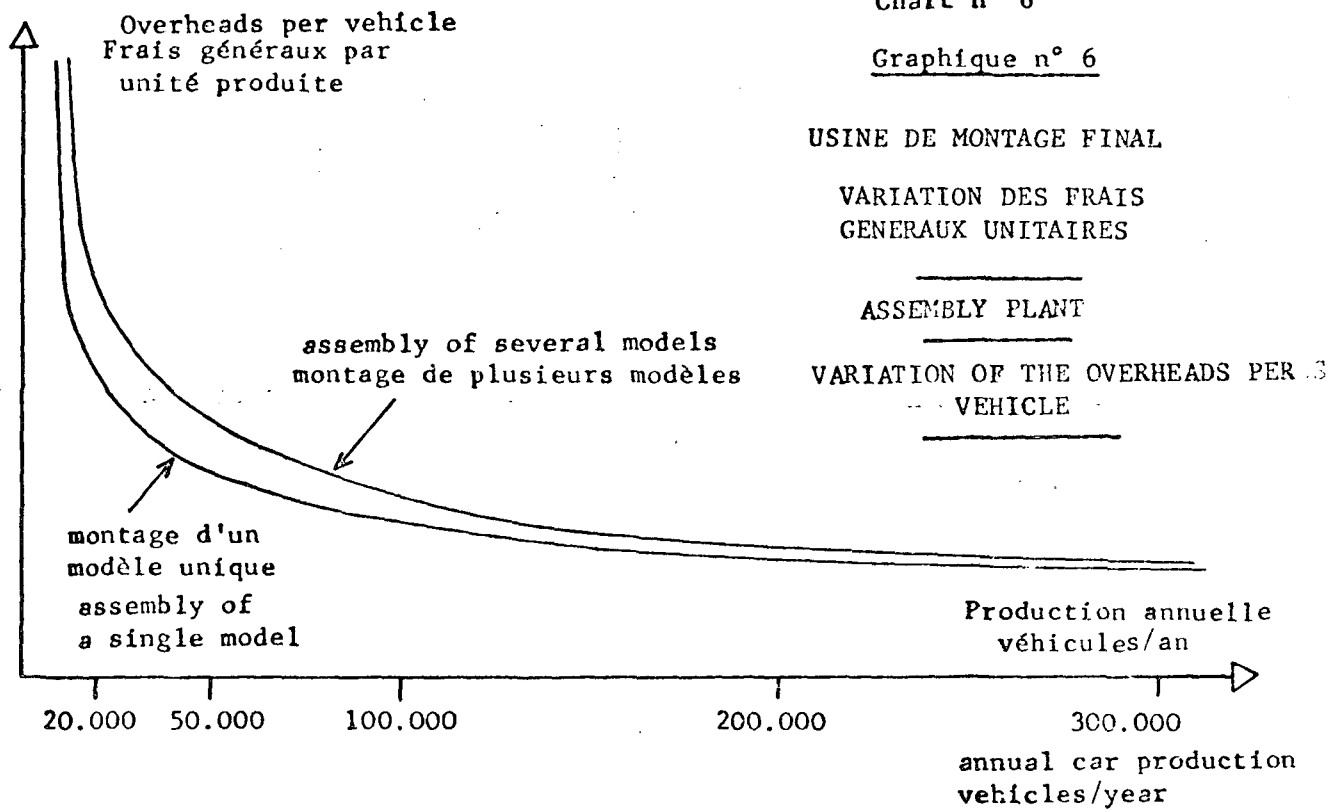 Overheads per vehicle
Frais généraux par
unité produite
Chart n° 6
Graphique n° 6
USINE DE MONTAGE FINAL
VARIATION DES FRAIS
GENERAUX UNITAIRES
ASSEMBLY PLANT
VARIATION OF THE OVERHEADS PER
VEHICLE
assembly of several models
montage de plusieurs modèles
montage d'un
modèle unique
assembly of
a single model
Production annuelle
véhicules/an
20.000 50.000 100.000 200.000 300.000
annual car production
vehicles/year